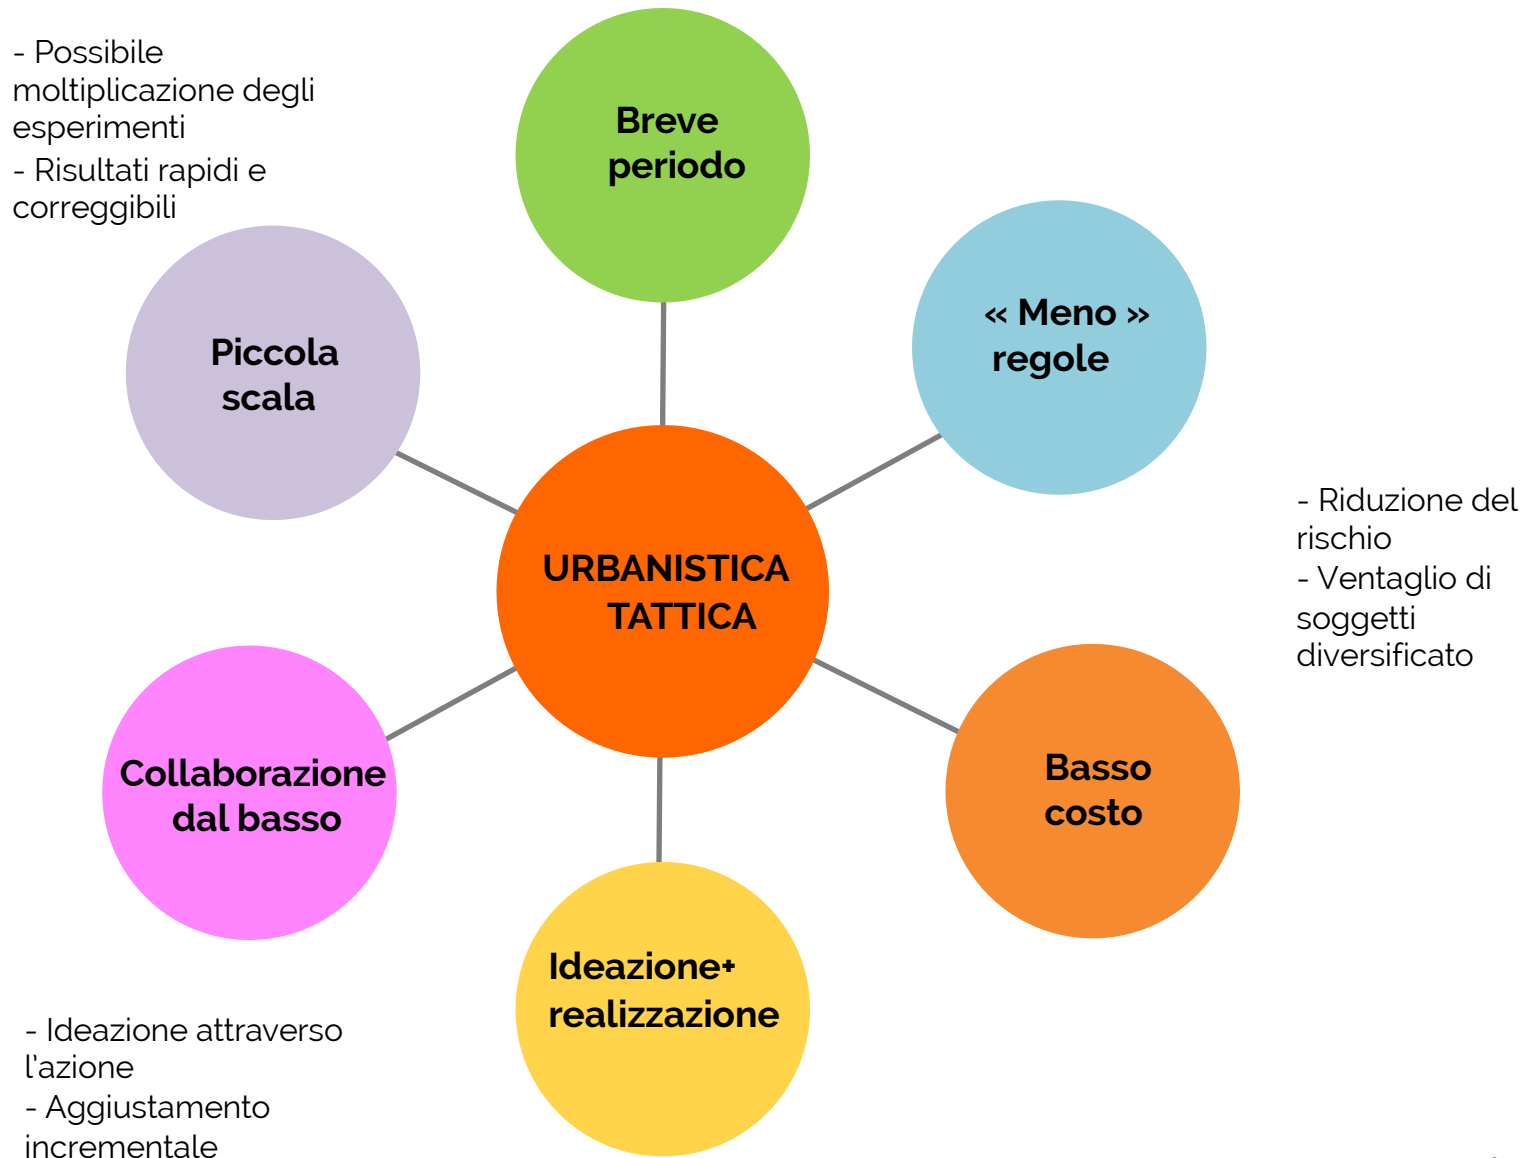 - Possibile
moltiplicazione degli
esperimenti
- Risultati rapidi e
correggibili
Breve
periodo
« Meno »
regole
Piccola
scala
URBANISTICA
TATTICA
- Riduzione del
rischio
- Ventaglio di
soggetti
diversificato
Collaborazione
dal basso
Basso
costo
Ideazione+
realizzazione
- Ideazione attraverso
l'azione
- Aggiustamento
incrementale